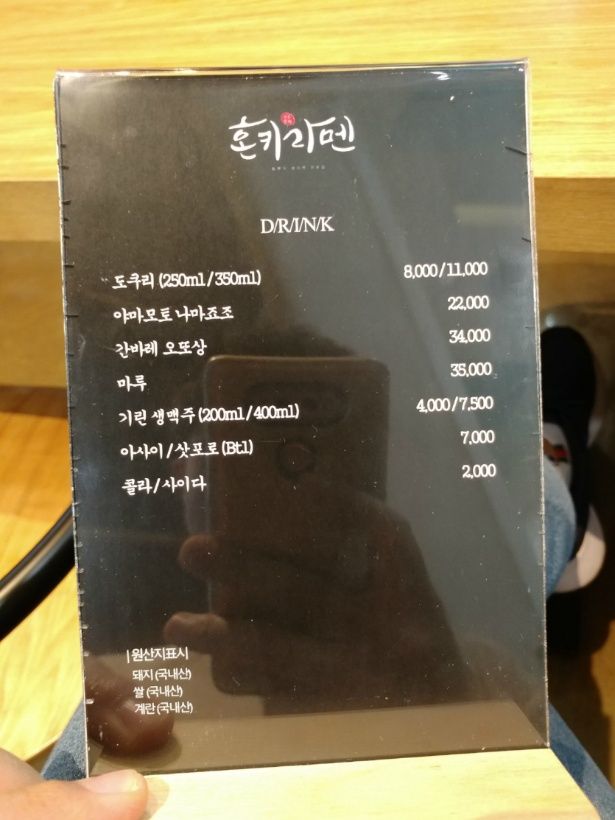 혼키라멘
D/R/I/N/K
도쿠리 (250ml / 350ml) 8,000 / 11,000
야마모토 나마죠조 22,000
간바레 오또상 34,000
마루 35,000
기린 생맥주 (200ml / 400ml) 4,000 / 7,500
아사이 / 삿포로 (Btl) 7,000
콜라 / 사이다 2,000
| 원산지표시
돼지 (국내산)
쌀 (국내산)
계란 (국내산)